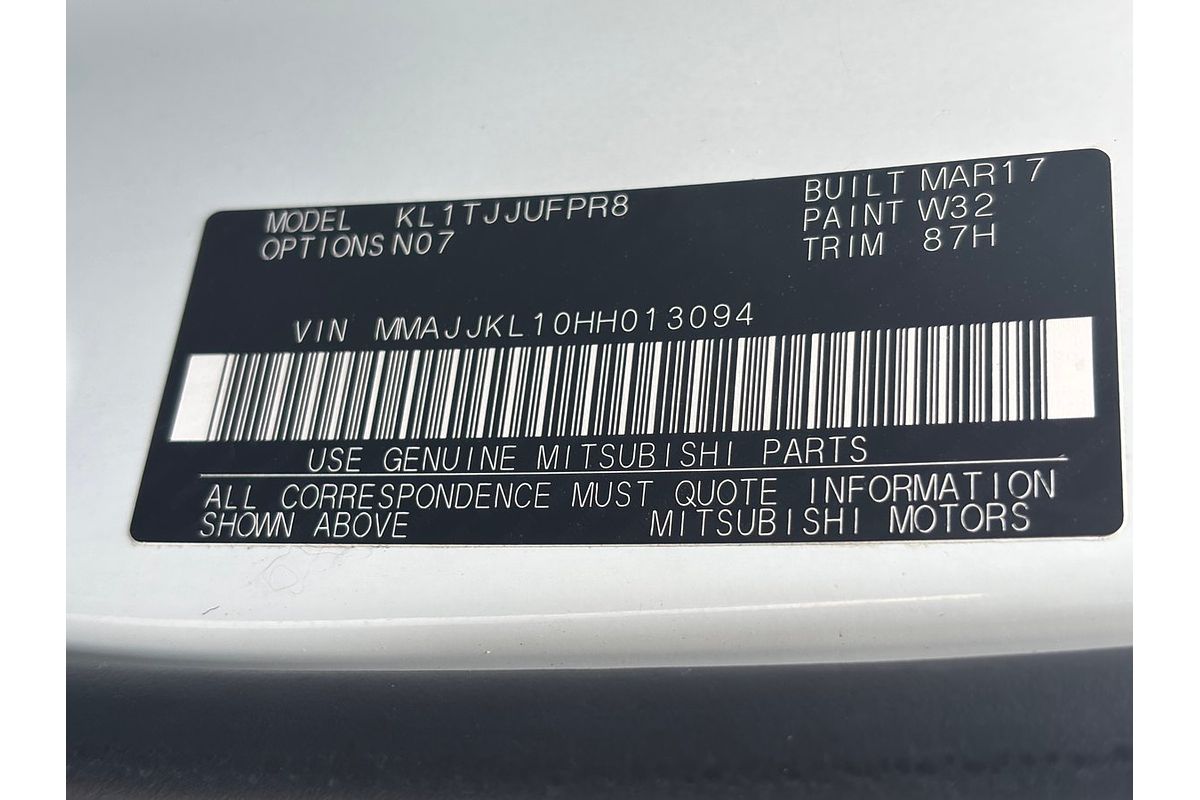 MODEL KL1TJJUFPR8 BUILT MAR17
OPTIONS N07 PAINT W32
TRIM 87H
VIN MMAJJKL10HH013094
USE GENUINE MITSUBISHI PARTS
ALL CORRESPONDENCE MUST QUOTE INFORMATION
SHOWN ABOVE MITSUBISHI MOTORS